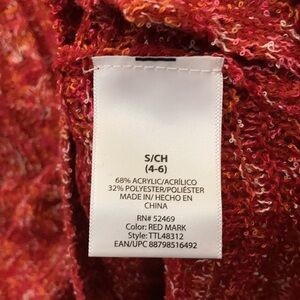 S/CH
(4-6)
68% ACRYLIC/ACRÍLICO
32% POLYESTER/POLIÉSTER
MADE IN/ HECHO EN
CHINA
RN# 52469
Color: RED MARK
Style: TTL48312
EAN/UPC 88798516492